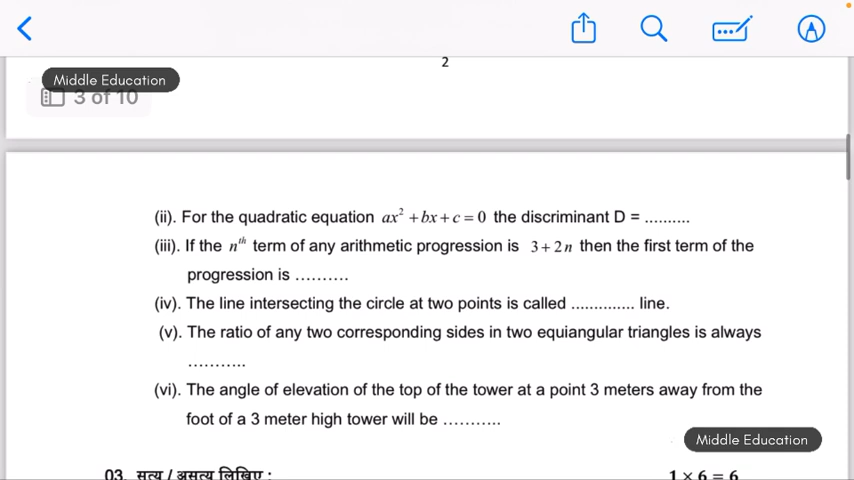 2
Middle Education
3 of 10
(ii). For the quadratic equation ax² + bx + c = 0 the discriminant D = ..........
(iii). If the nᵗʰ term of any arithmetic progression is 3 + 2n then the first term of the
progression is ..........
(iv). The line intersecting the circle at two points is called ............. line.
(v). The ratio of any two corresponding sides in two equiangular triangles is always
...........
(vi). The angle of elevation of the top of the tower at a point 3 meters away from the
foot of a 3 meter high tower will be ...........
Middle Education
03. सत्य / असत्य लिखिए : 1 × 6 = 6